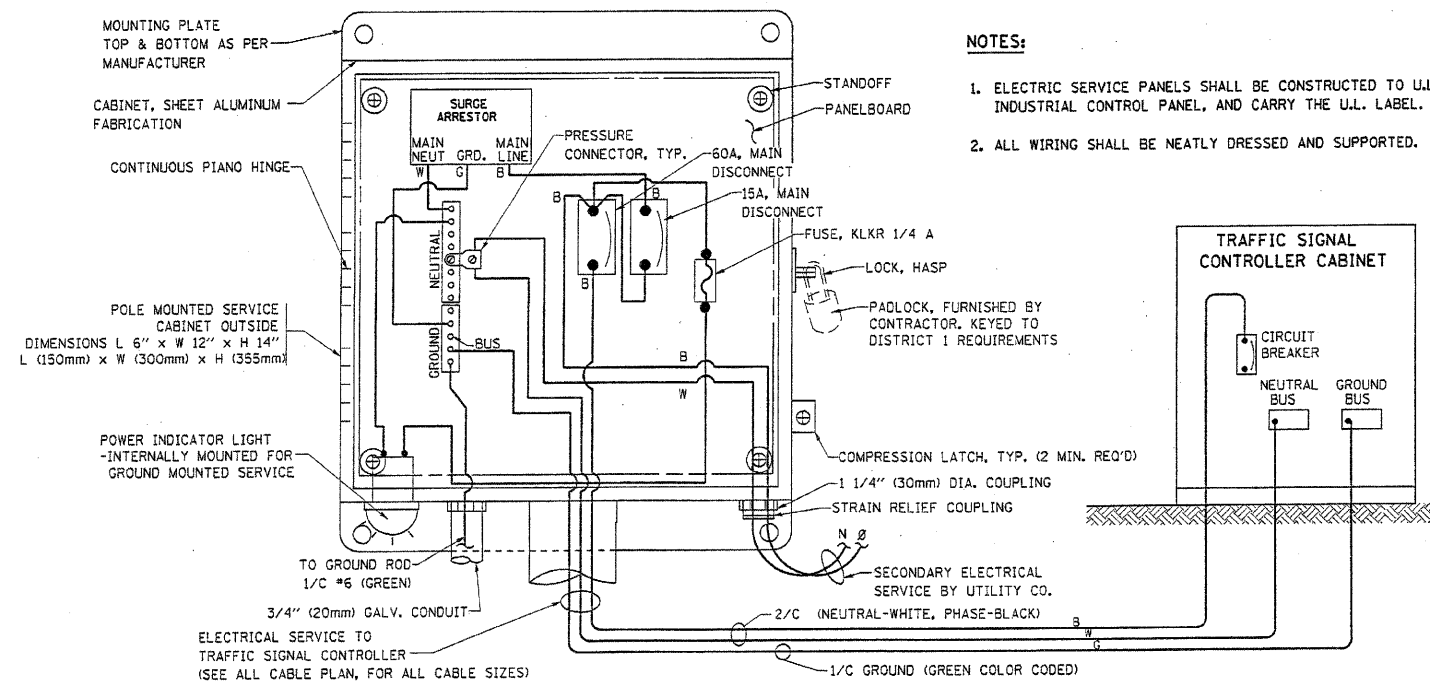 MOUNTING PLATE
TOP & BOTTOM AS PER
MANUFACTURER
CABINET, SHEET ALUMINUM
FABRICATION
CONTINUOUS PIANO HINGE
POLE MOUNTED SERVICE
CABINET OUTSIDE
DIMENSIONS L 6" x W 12" x H 14"
L (150mm) x W (300mm) x H (355mm)
POWER INDICATOR LIGHT
-INTERNALLY MOUNTED FOR
GROUND MOUNTED SERVICE
TO GROUND ROD
1/C #6 (GREEN)
3/4" (20mm) GALV. CONDUIT
ELECTRICAL SERVICE TO
TRAFFIC SIGNAL CONTROLLER
(SEE ALL CABLE PLAN, FOR ALL CABLE SIZES)
SURGE
ARRESTOR
MAIN
NEUT
GRD.
MAIN
LINE
W
G
B
NEUTRAL
GROUND
BUS
PRESSURE
CONNECTOR, TYP.
STANDOFF
PANELBOARD
60A, MAIN
DISCONNECT
15A, MAIN
DISCONNECT
FUSE, KLKR 1/4 A
B
B
B
B
W
LOCK, HASP
PADLOCK, FURNISHED BY
CONTRACTOR. KEYED TO
DISTRICT 1 REQUIREMENTS
COMPRESSION LATCH, TYP. (2 MIN. REQ'D)
1 1/4" (30mm) DIA. COUPLING
STRAIN RELIEF COUPLING
N Ø
SECONDARY ELECTRICAL
SERVICE BY UTILITY CO.
2/C (NEUTRAL-WHITE, PHASE-BLACK)
B
W
G
1/C GROUND (GREEN COLOR CODED)
NOTES:
1. ELECTRIC SERVICE PANELS SHALL BE CONSTRUCTED TO U.L
INDUSTRIAL CONTROL PANEL, AND CARRY THE U.L. LABEL.
2. ALL WIRING SHALL BE NEATLY DRESSED AND SUPPORTED.
TRAFFIC SIGNAL
CONTROLLER CABINET
CIRCUIT
BREAKER
NEUTRAL
BUS
GROUND
BUS